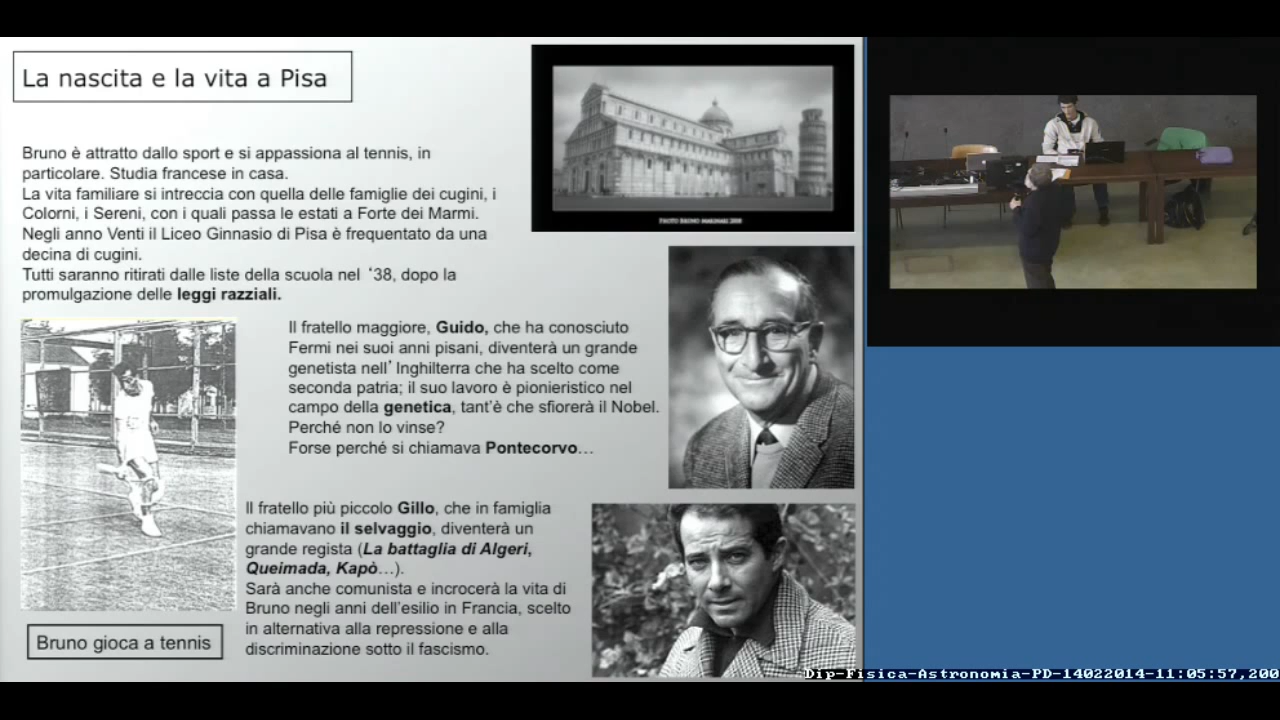 La nascita e la vita a Pisa
Bruno è attratto dallo sport e si appassiona al tennis, in
particolare. Studia francese in casa.
La vita familiare si intreccia con quella delle famiglie dei cugini, i
Colorni, i Sereni, con i quali passa le estati a Forte dei Marmi.
Negli anno Venti il Liceo Ginnasio di Pisa è frequentato da una
decina di cugini.
Tutti saranno ritirati dalle liste della scuola nel '38, dopo la
promulgazione delle leggi razziali.
FOTO BRUNO MARINARI 2008
Il fratello maggiore, Guido, che ha conosciuto
Fermi nei suoi anni pisani, diventerà un grande
genetista nell' Inghilterra che ha scelto come
seconda patria; il suo lavoro è pionieristico nel
campo della genetica, tant'è che sfiorerà il Nobel.
Perché non lo vinse?
Forse perché si chiamava Pontecorvo…
Il fratello più piccolo Gillo, che in famiglia
chiamavano il selvaggio, diventerà un
grande regista (La battaglia di Algeri,
Queimada, Kapò…).
Sarà anche comunista e incrocerà la vita di
Bruno negli anni dell'esilio in Francia, scelto
in alternativa alla repressione e alla
discriminazione sotto il fascismo.
Bruno gioca a tennis
Dip-Fisica-Astronomia-PD-14022014-11:05:57,200